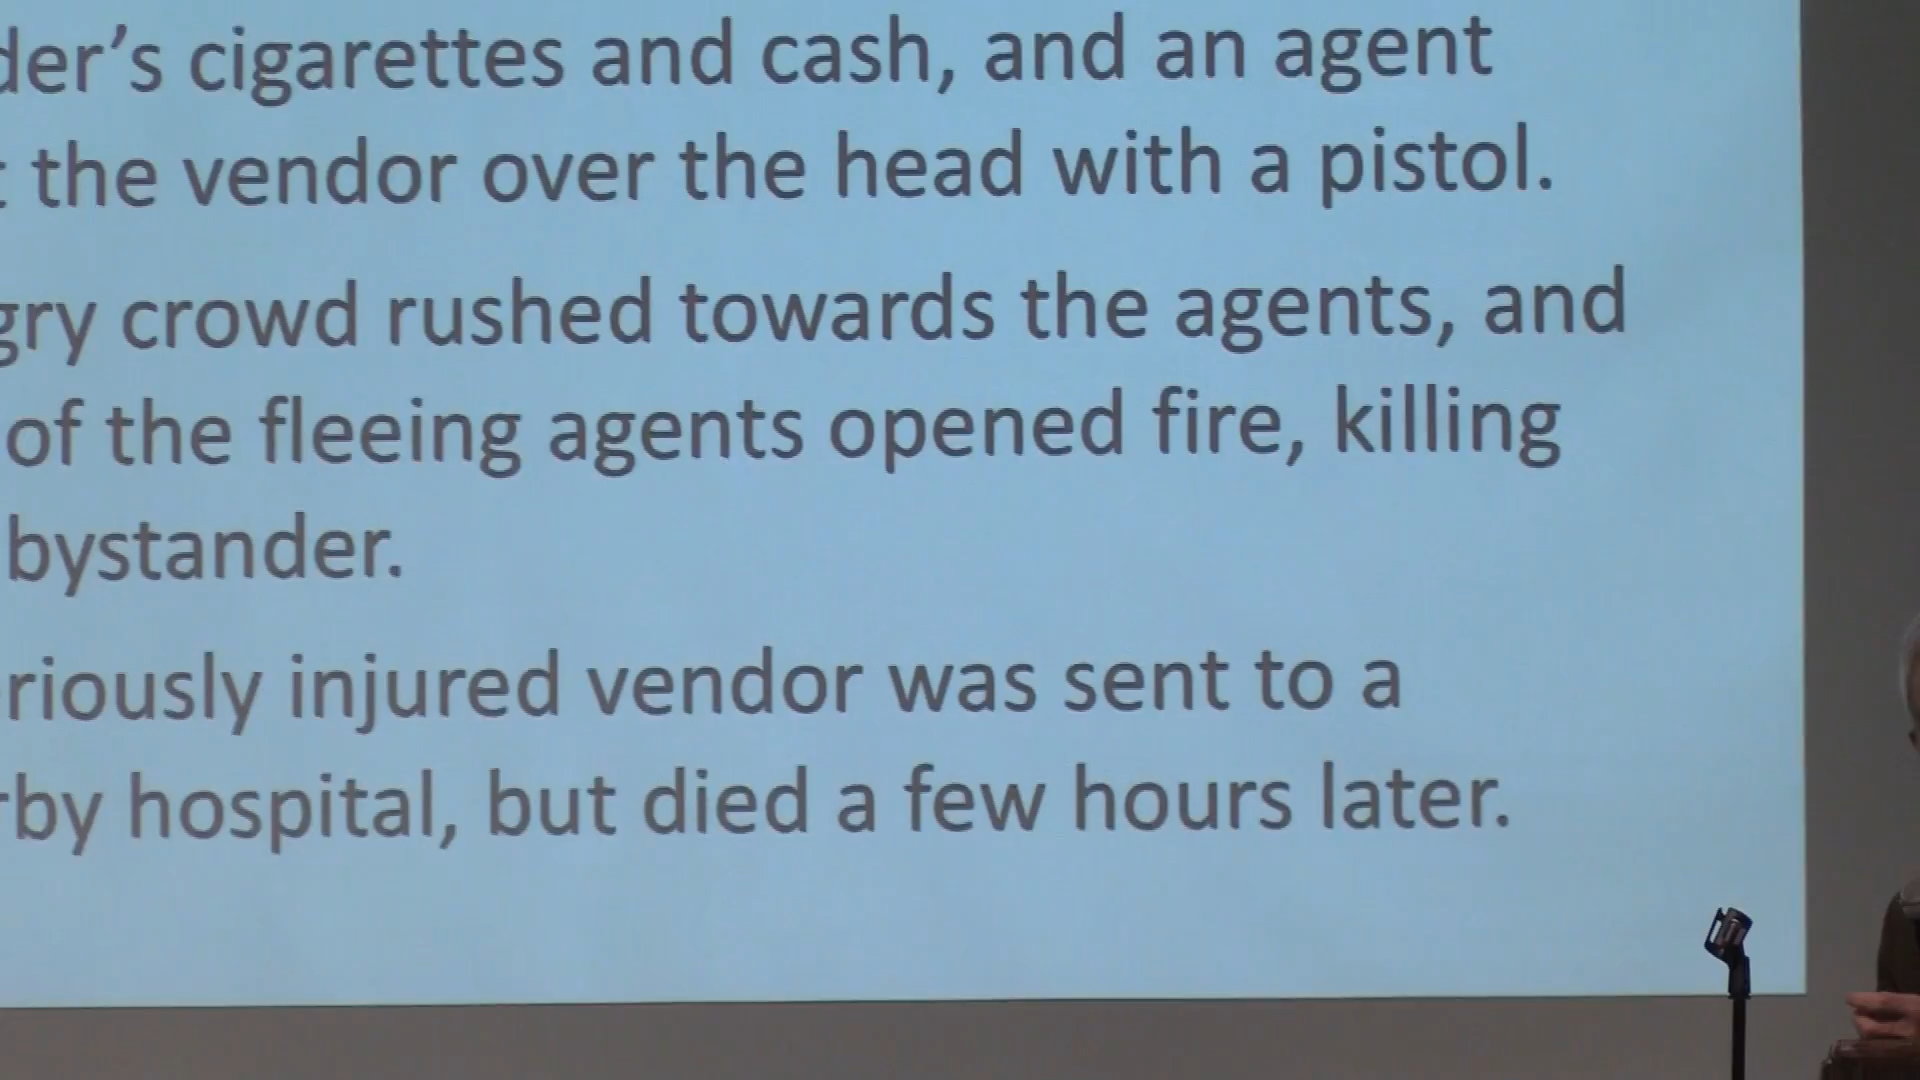 der's cigarettes and cash, and an agent
the vendor over the head with a pistol.
gry crowd rushed towards the agents, and
of the fleeing agents opened fire, killing
bystander.
riously injured vendor was sent to a
rby hospital, but died a few hours later.